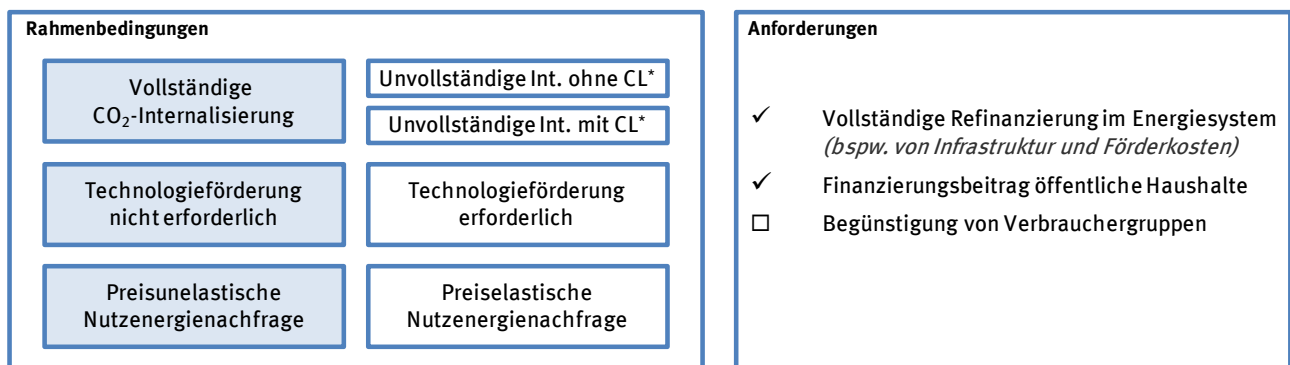 Rahmenbedingungen
Vollständige
CO₂-Internalisierung
Unvollständige Int. ohne CL*
Unvollständige Int. mit CL*
Technologieförderung
nicht erforderlich
Technologieförderung
erforderlich
Preisunelastische
Nutzenergienachfrage
Preiselastische
Nutzenergienachfrage
Anforderungen
✓ Vollständige Refinanzierung im Energiesystem
(bspw. von Infrastruktur und Förderkosten)
✓ Finanzierungsbeitrag öffentliche Haushalte
☐ Begünstigung von Verbrauchergruppen